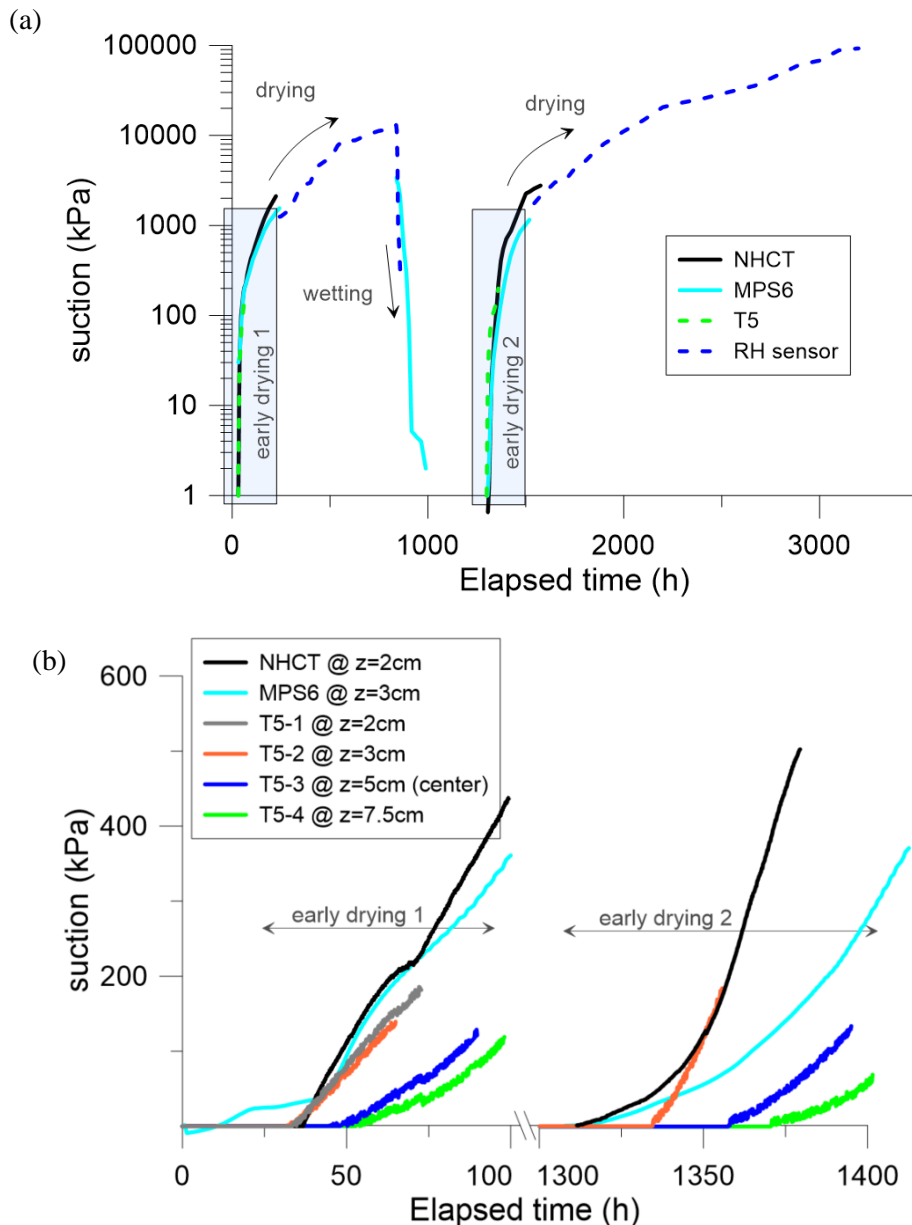 (a)
100000
10000
1000
100
10
1
suction (kPa)
drying
drying
wetting
early drying 1
early drying 2
NHCT
MPS6
T5
RH sensor
0
1000
2000
3000
Elapsed time (h)
(b)
600
400
200
suction (kPa)
NHCT @ z=2cm
MPS6 @ z=3cm
T5-1 @ z=2cm
T5-2 @ z=3cm
T5-3 @ z=5cm (center)
T5-4 @ z=7.5cm
early drying 1
early drying 2
0
50
100
1300
1350
1400
Elapsed time (h)